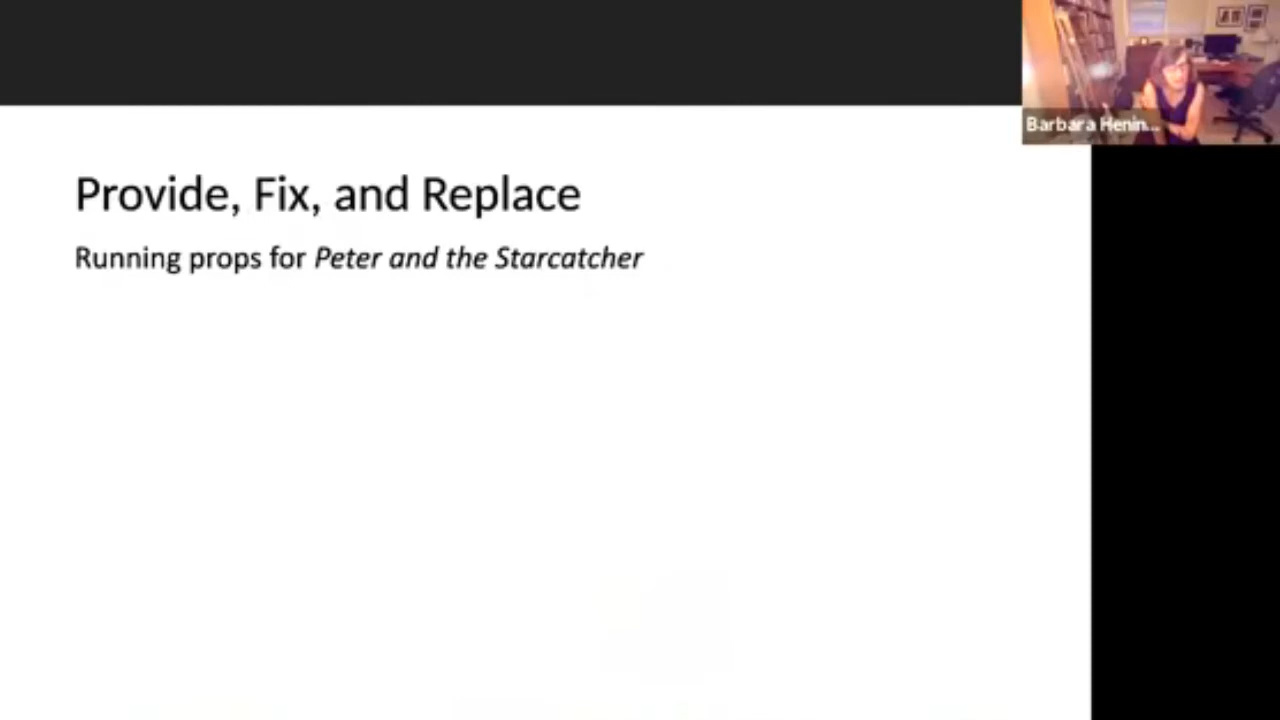 Barbara Henin...
Provide, Fix, and Replace
Running props for Peter and the Starcatcher